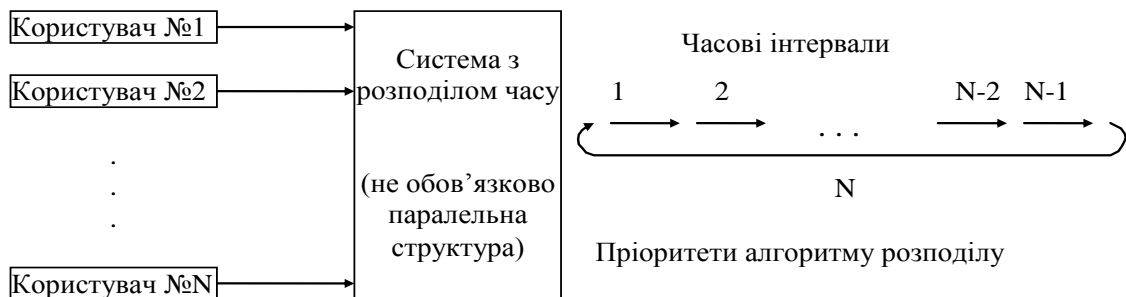 Користувач №1
Користувач №2
.
.
.
Користувач №N
Система з
розподілом часу
(не обов’язково
паралельна
структура)
Часові інтервали
1 2 N-2 N-1
. . .
N
Пріоритети алгоритму розподілу